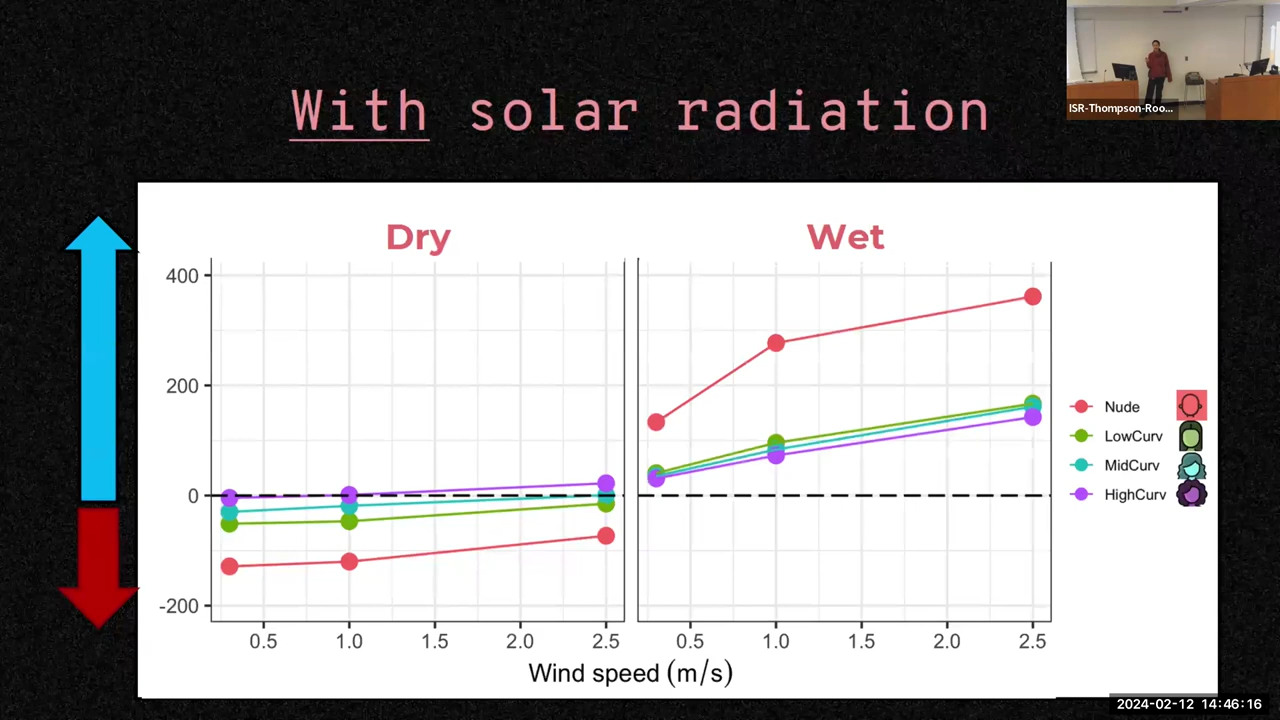 ISR-Thompson-Roo...
With solar radiation
Dry
Wet
400
200
0
-200
0.5 1.0 1.5 2.0 2.5
0.5 1.0 1.5 2.0 2.5
Wind speed (m/s)
Nude
LowCurv
MidCurv
HighCurv
2024-02-12 14:46:16